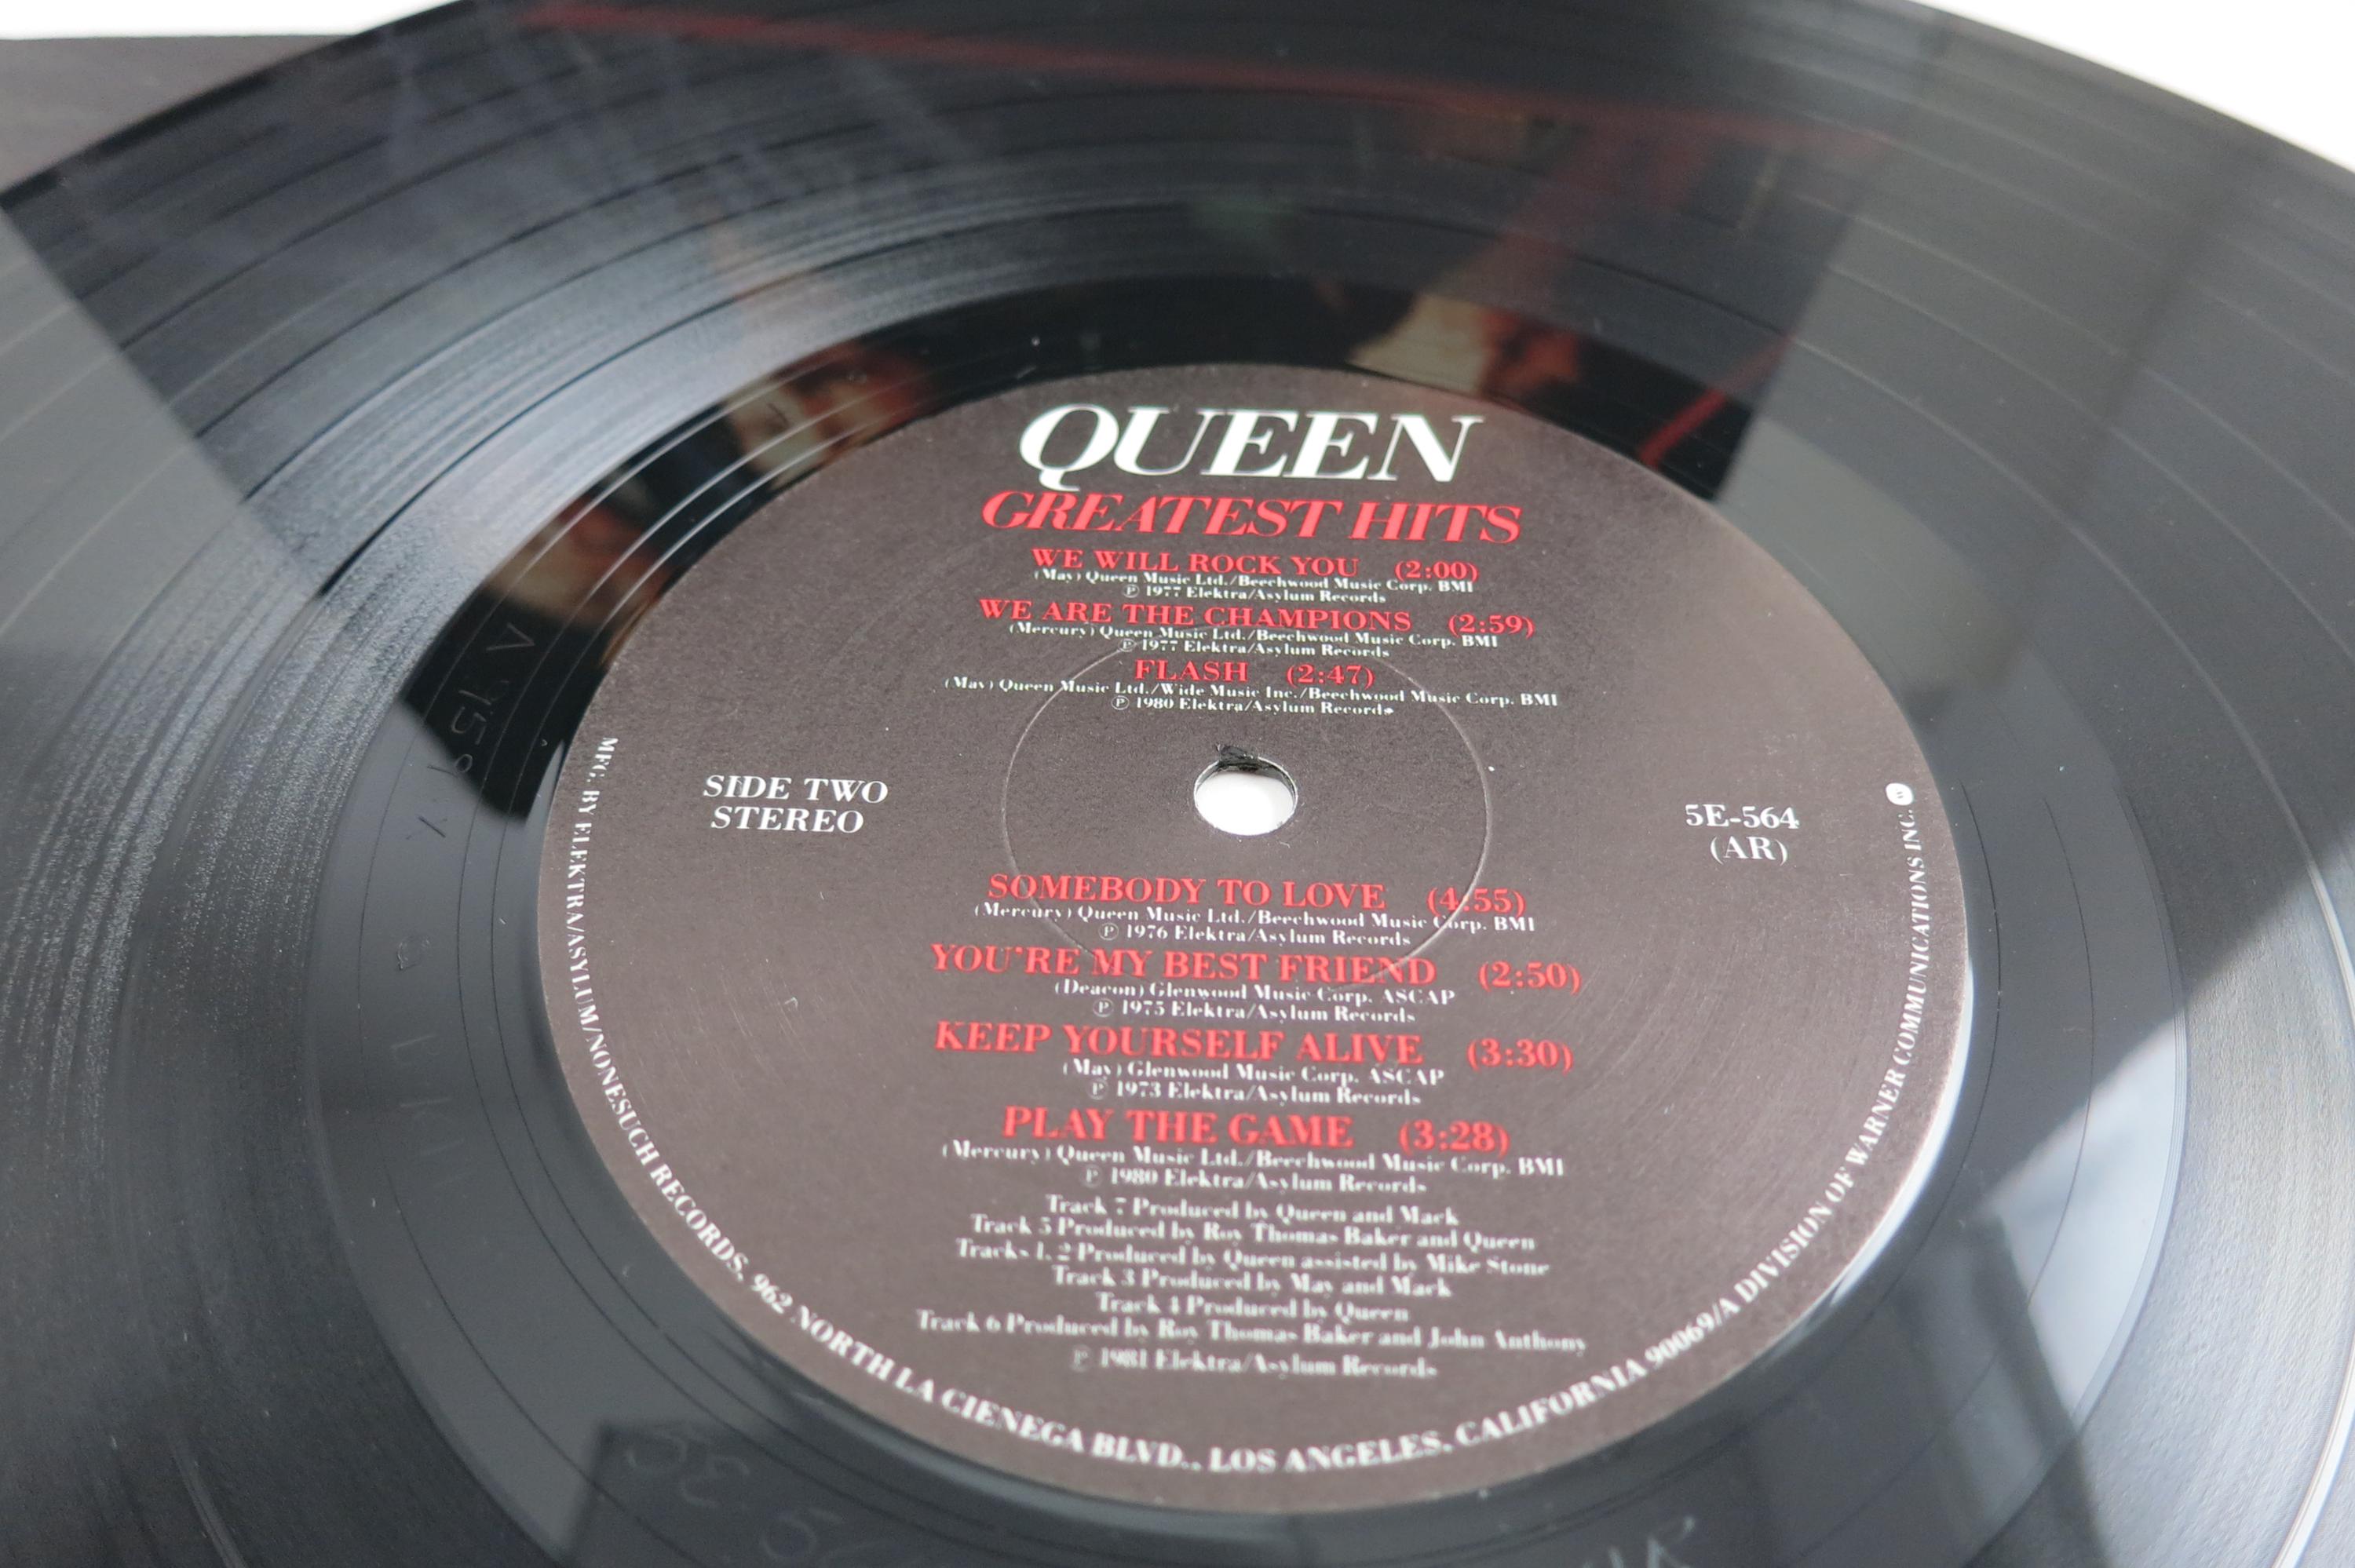 QUEEN
GREATEST HITS
WE WILL ROCK YOU (2:00)
(May) Queen Music Ltd./Beechwood Music Corp. BMI
℗ 1977 Elektra/Asylum Records
WE ARE THE CHAMPIONS (2:59)
(Mercury) Queen Music Ltd./Beechwood Music Corp. BMI
℗ 1977 Elektra/Asylum Records
FLASH (2:47)
(May) Queen Music Ltd./Wide Music Inc./Beechwood Music Corp. BMI
℗ 1980 Elektra/Asylum Records
SIDE TWO
STEREO
5E-564
(AR)
SOMEBODY TO LOVE (4:55)
(Mercury) Queen Music Ltd./Beechwood Music Corp. BMI
℗ 1976 Elektra/Asylum Records
YOU'RE MY BEST FRIEND (2:50)
(Deacon) Glenwood Music Corp. ASCAP
℗ 1975 Elektra/Asylum Records
KEEP YOURSELF ALIVE (3:30)
(May) Glenwood Music Corp. ASCAP
℗ 1973 Elektra/Asylum Records
PLAY THE GAME (3:28)
(Mercury) Queen Music Ltd./Beechwood Music Corp. BMI
℗ 1980 Elektra/Asylum Records
Track 7 Produced by Queen and Mack
Track 5 Produced by Roy Thomas Baker and Queen
Tracks 1, 2 Produced by Queen assisted by Mike Stone
Track 3 Produced by May and Mack
Track 4 Produced by Queen
Track 6 Produced by Roy Thomas Baker and John Anthony
℗ 1981 Elektra/Asylum Records
MFG. BY ELEKTRA/ASYLUM/NONESUCH RECORDS, 962 NORTH LA CIENEGA BLVD., LOS ANGELES, CALIFORNIA 90069/A DIVISION OF WARNER COMMUNICATIONS INC.